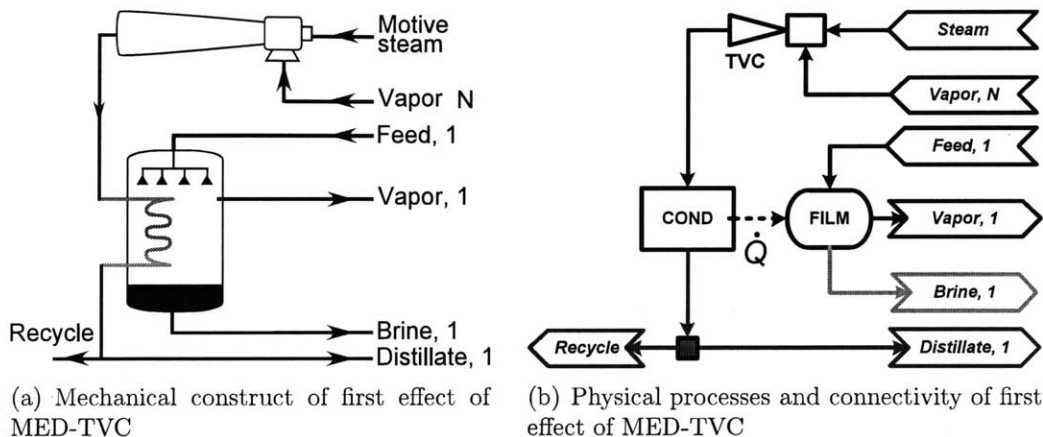 Motive
steam
Vapor N
Feed, 1
Vapor, 1
Recycle
Brine, 1
Distillate, 1
(a) Mechanical construct of first effect of
MED-TVC
Steam
TVC
Vapor, N
Feed, 1
COND
FILM
Vapor, 1
Q̇
Brine, 1
Recycle
Distillate, 1
(b) Physical processes and connectivity of first
effect of MED-TVC